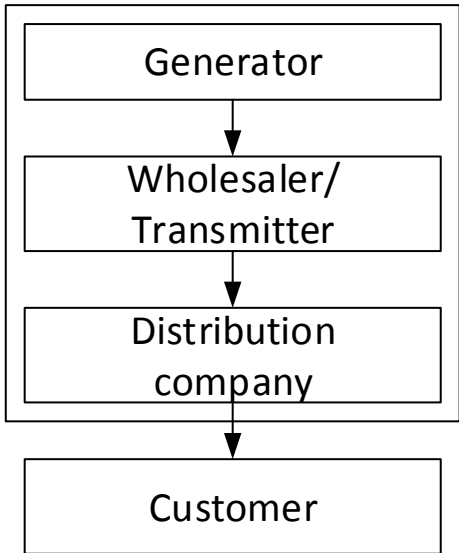 Generator
Wholesaler/
Transmitter
Distribution
company
Customer